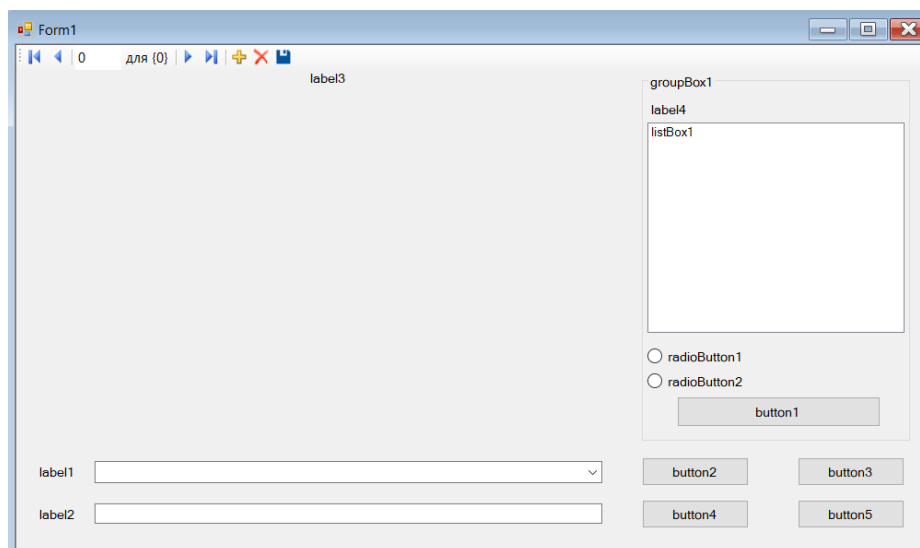 Form1
0 для {0}
label3
groupBox1
label4
listBox1
radioButton1
radioButton2
button1
label1
button2 button3
label2
button4 button5